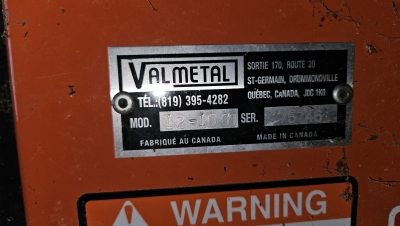 VALMETAL
SORTIE 170, ROUTE 20
ST-GERMAIN, DRUMMONDVILLE
QUÉBEC, CANADA, JOC 1K0
TÉL.:(819) 395-4282
MOD.
SER.
FABRIQUÉ AU CANADA
MADE IN CANADA
WARNING